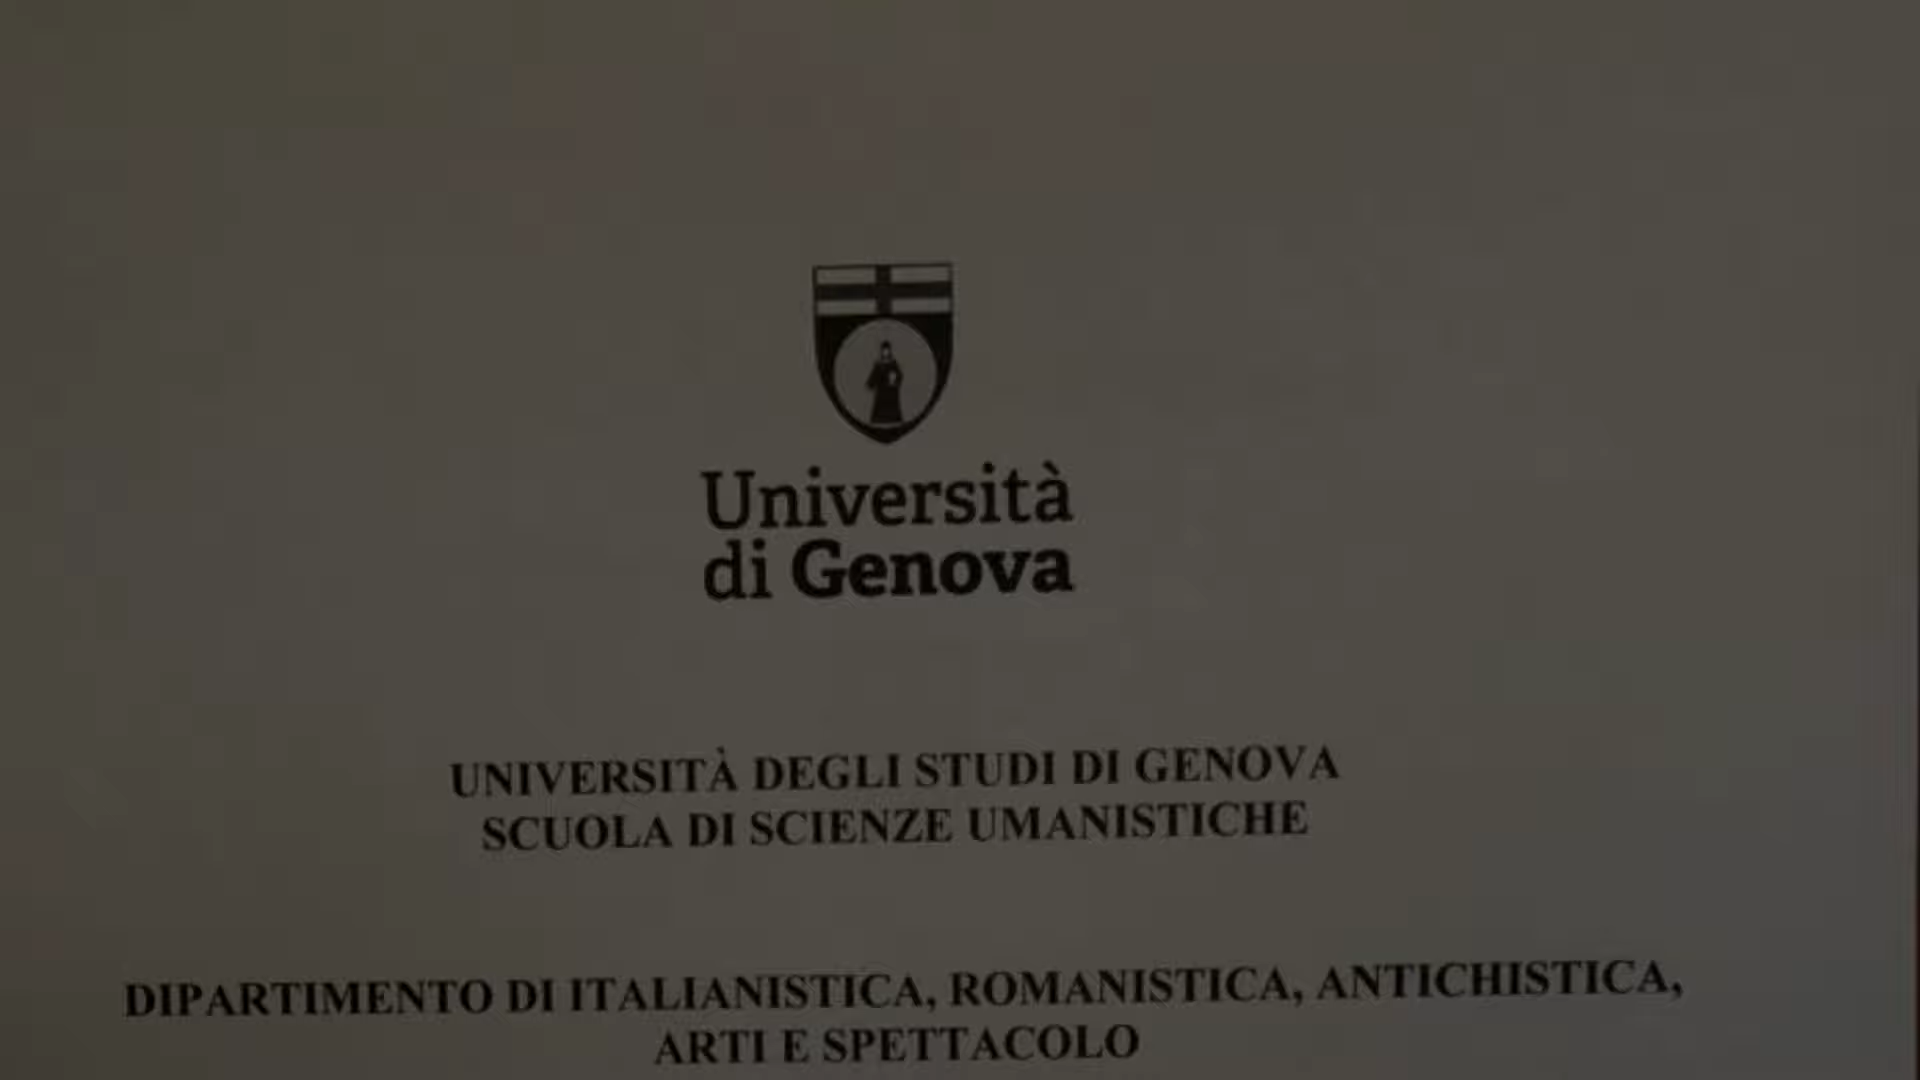 Università
di Genova
UNIVERSITÀ DEGLI STUDI DI GENOVA
SCUOLA DI SCIENZE UMANISTICHE
DIPARTIMENTO DI ITALIANISTICA, ROMANISTICA, ANTICHISTICA,
ARTI E SPETTACOLO